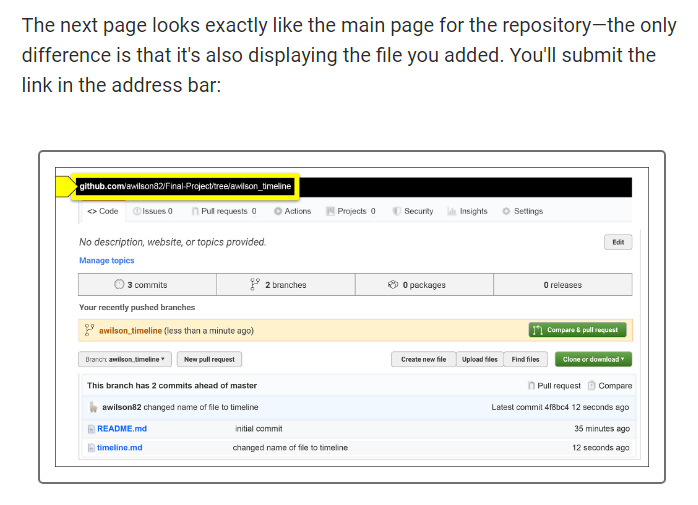 The next page looks exactly like the main page for the repository—the only
difference is that it's also displaying the file you added. You'll submit the
link in the address bar:
github.com/awilson82/Final-Project/tree/awilson_timeline
<> Code Issues 0 Pull requests 0 Actions Projects 0 Security Insights Settings
No description, website, or topics provided. Edit
Manage topics
3 commits 2 branches 0 packages 0 releases
Your recently pushed branches
awilson_timeline (less than a minute ago) Compare & pull request
Branch: awilson_timeline New pull request Create new file Upload files Find files Clone or download
This branch has 2 commits ahead of master Pull request Compare
awilson82 changed name of file to timeline Latest commit 4f8bc4 12 seconds ago
README.md initial commit 35 minutes ago
timeline.md changed name of file to timeline 12 seconds ago